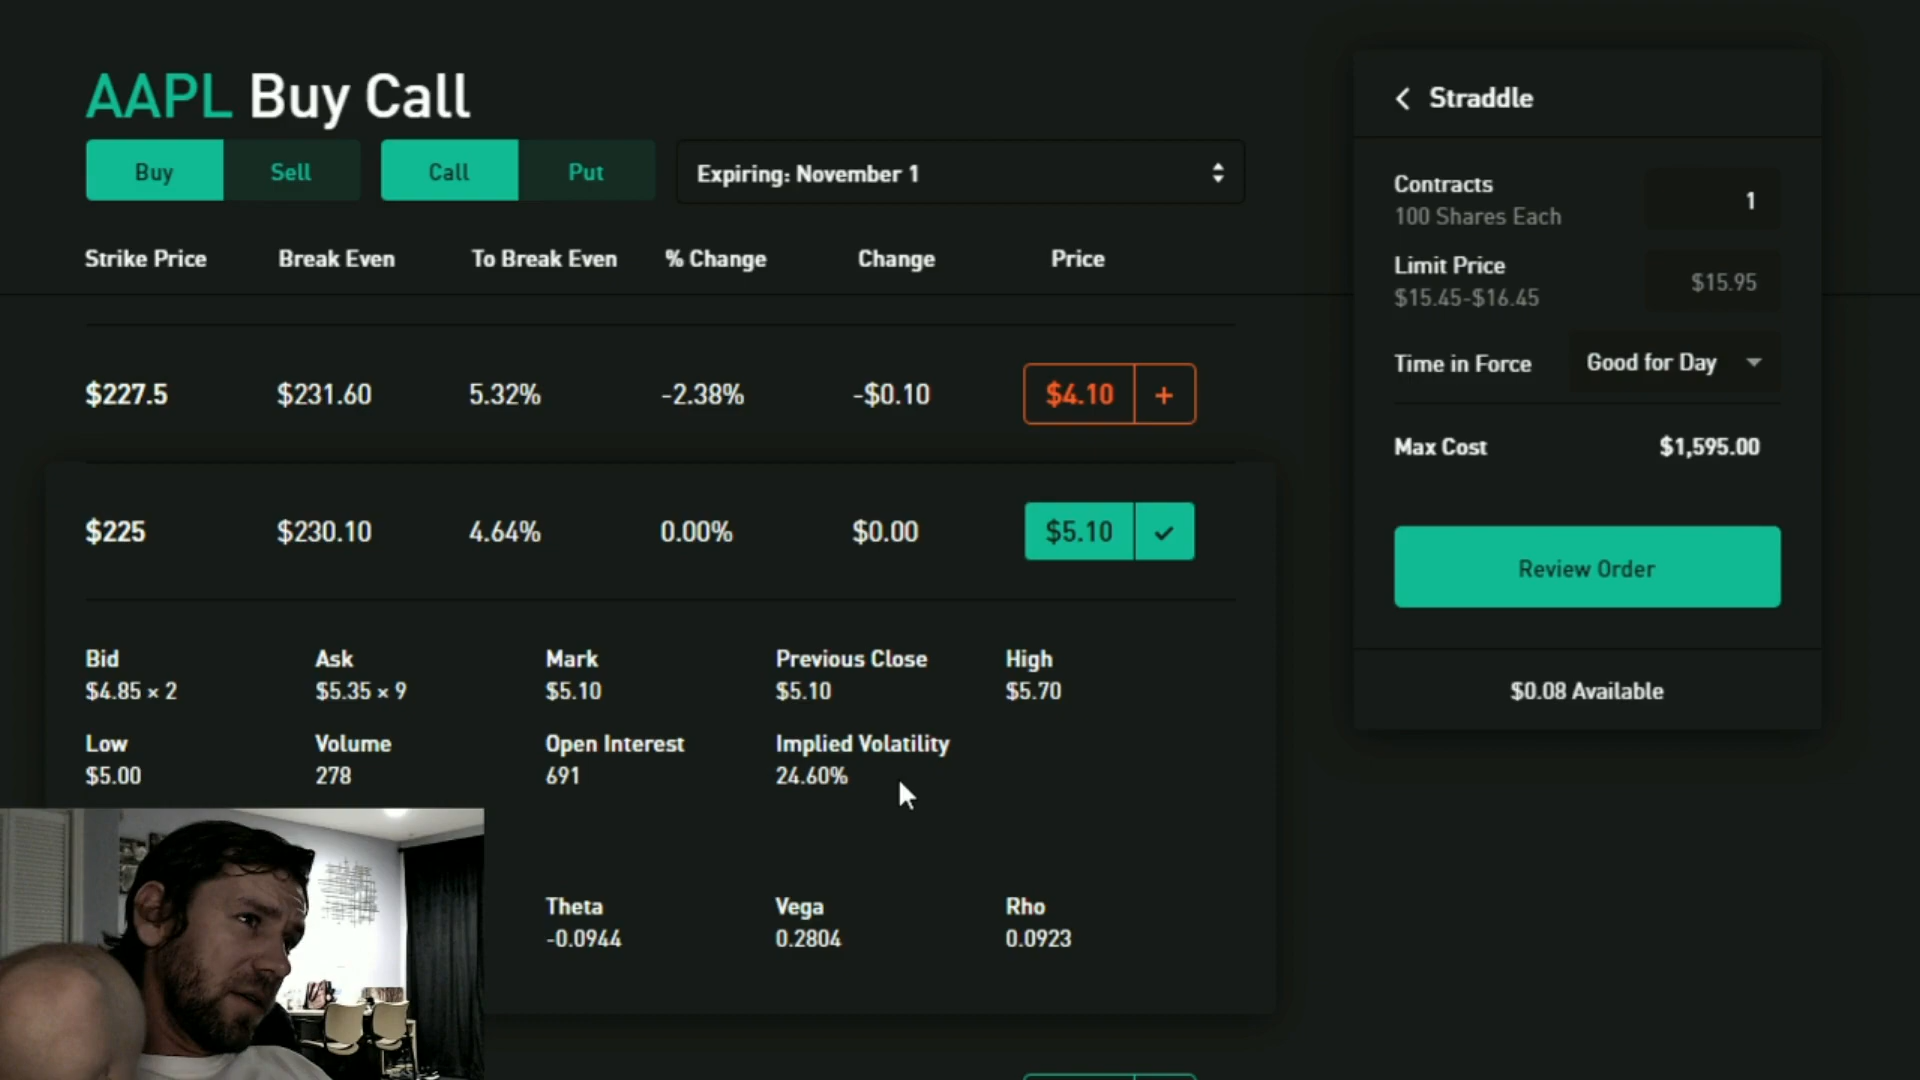 AAPL Buy Call
Buy Sell Call Put Expiring: November 1
Strike Price Break Even To Break Even % Change Change Price
$227.5 $231.60 5.32% -2.38% -$0.10 $4.10 +
$225 $230.10 4.64% 0.00% $0.00 $5.10
Bid Ask Mark Previous Close High
$4.85 × 2 $5.35 × 9 $5.10 $5.10 $5.70
Low Volume Open Interest Implied Volatility
$5.00 278 691 24.60%
Theta Vega Rho
-0.0944 0.2804 0.0923
Straddle
Contracts 1
100 Shares Each
Limit Price $15.95
$15.45-$16.45
Time in Force Good for Day
Max Cost $1,595.00
Review Order
$0.08 Available